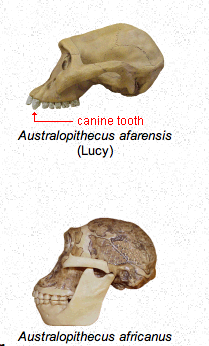 canine tooth
Australopithecus afarensis
(Lucy)
Australopithecus africanus